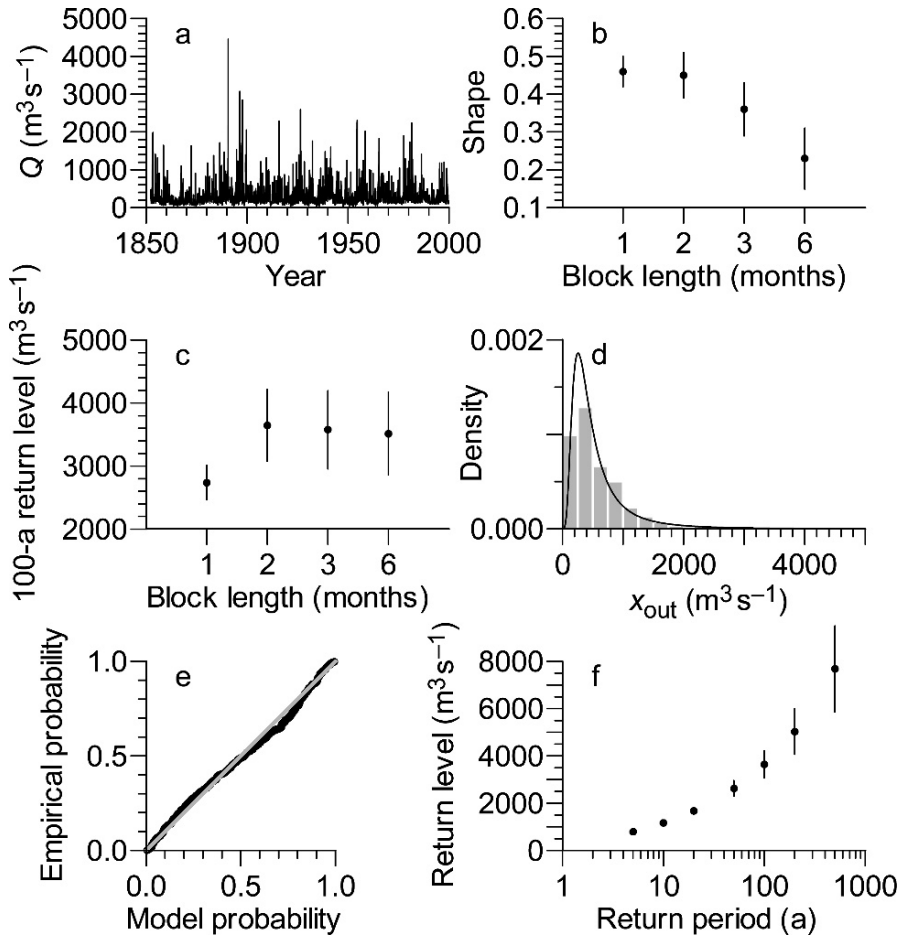 a
5000
4000
3000
2000
1000
0
Q (m³ s⁻¹)
1850 1900 1950 2000
Year
b
0.6
0.5
0.4
0.3
0.2
0.1
Shape
1 2 3 6
Block length (months)
c
5000
4000
3000
2000
100-a return level (m³ s⁻¹)
1 2 3 6
Block length (months)
d
0.002
0.000
Density
0 2000 4000
xout (m³ s⁻¹)
e
1.0
0.5
0.0
Empirical probability
0.0 0.5 1.0
Model probability
f
8000
6000
4000
2000
0
Return level (m³ s⁻¹)
1 10 100 1000
Return period (a)